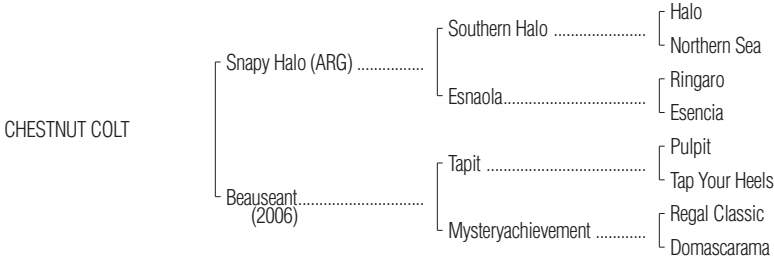 Halo
Southern Halo .......................
Northern Sea
Snapy Halo (ARG) ................
Ringaro
Esnaola....................................
Esencia
CHESTNUT COLT
Pulpit
Tapit ........................................
Tap Your Heels
Beauseant..............................
(2006)
Regal Classic
Mysteryachievement ............
Domascarama